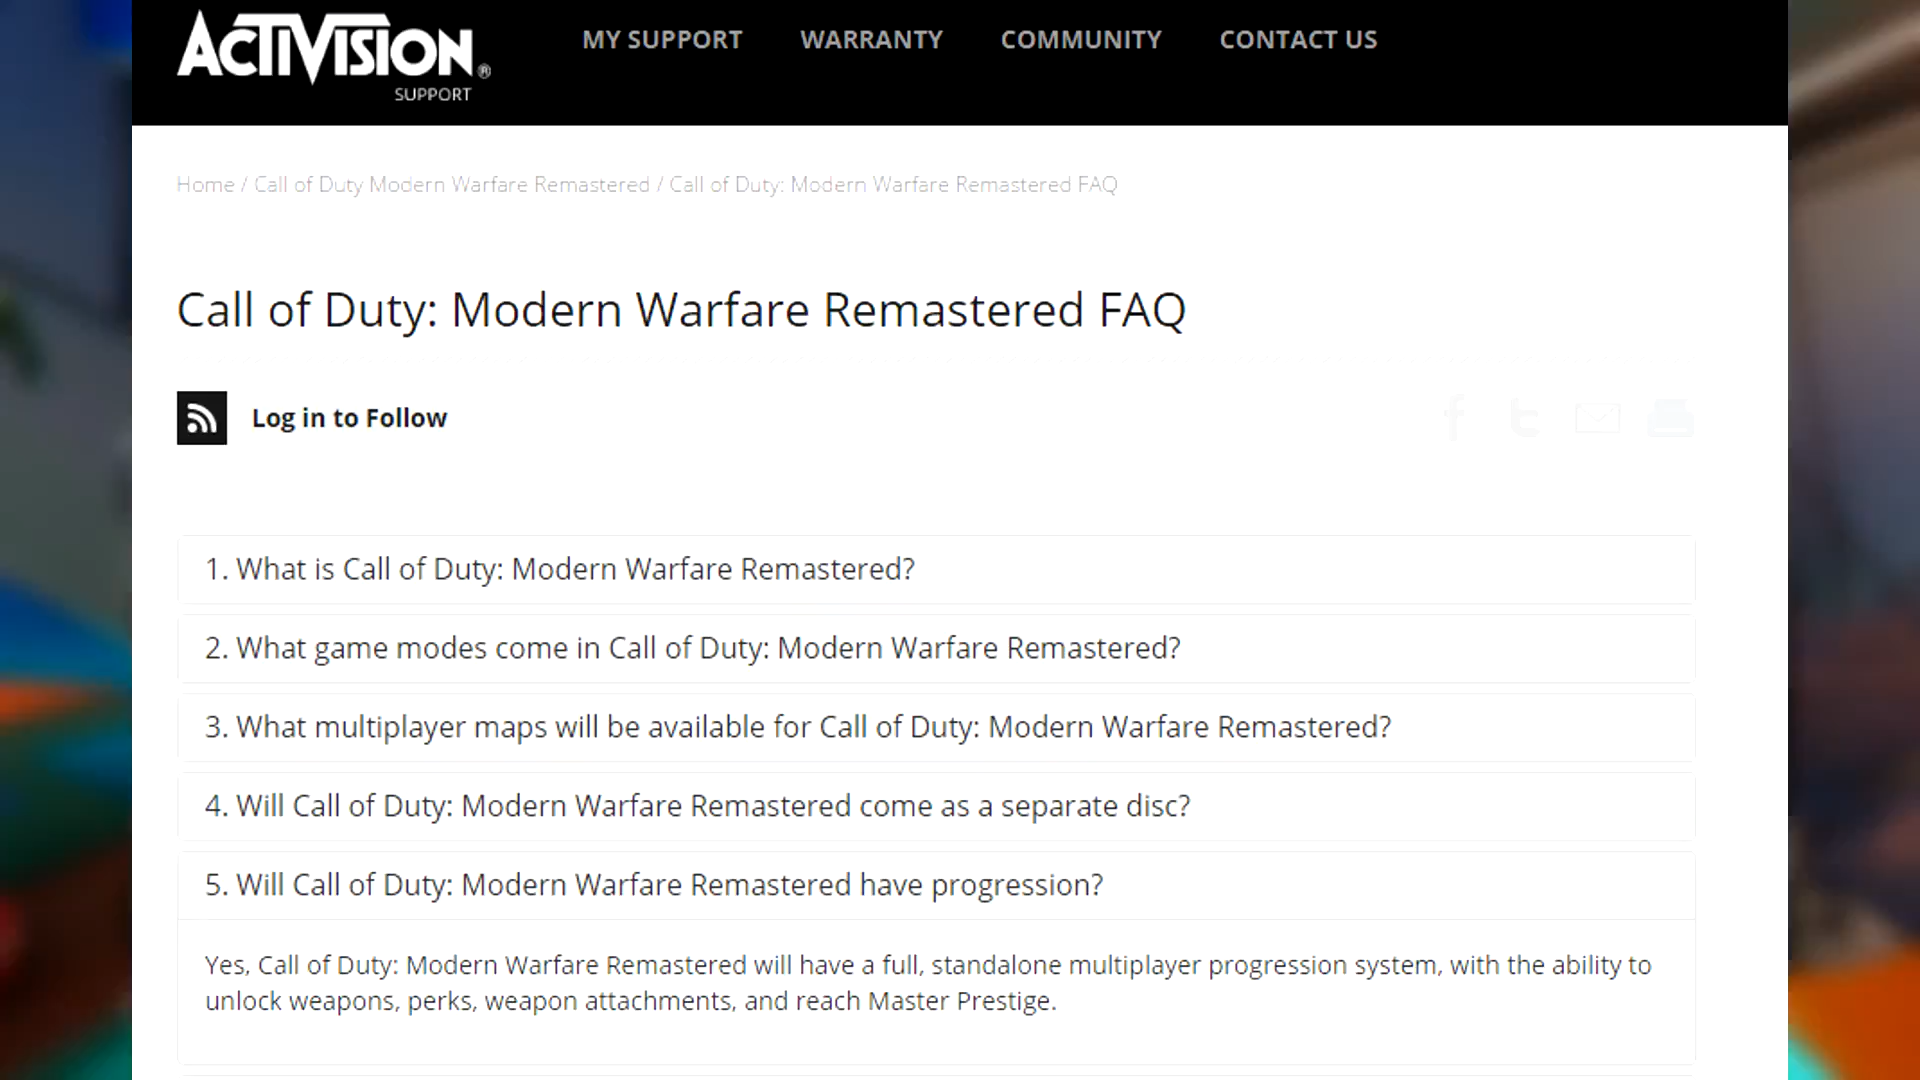 ACTIVISION®
SUPPORT
MY SUPPORT WARRANTY COMMUNITY CONTACT US
Home / Call of Duty Modern Warfare Remastered / Call of Duty: Modern Warfare Remastered FAQ
Call of Duty: Modern Warfare Remastered FAQ
Log in to Follow
1. What is Call of Duty: Modern Warfare Remastered?
2. What game modes come in Call of Duty: Modern Warfare Remastered?
3. What multiplayer maps will be available for Call of Duty: Modern Warfare Remastered?
4. Will Call of Duty: Modern Warfare Remastered come as a separate disc?
5. Will Call of Duty: Modern Warfare Remastered have progression?
Yes, Call of Duty: Modern Warfare Remastered will have a full, standalone multiplayer progression system, with the ability to
unlock weapons, perks, weapon attachments, and reach Master Prestige.